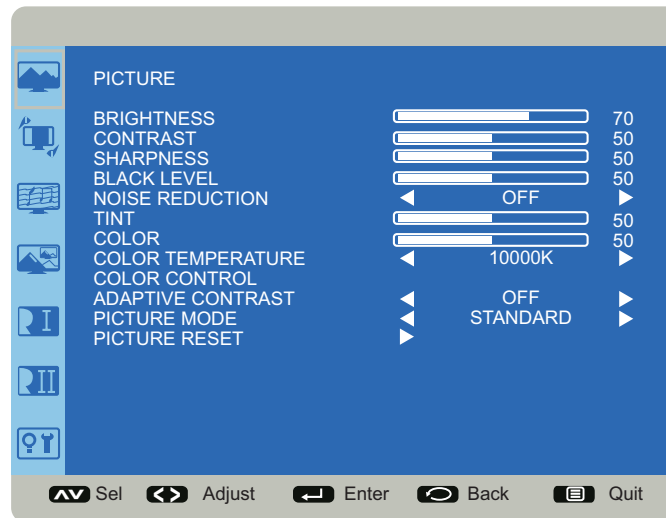 PICTURE
BRIGHTNESS 70
CONTRAST 50
SHARPNESS 50
BLACK LEVEL 50
NOISE REDUCTION OFF
TINT 50
COLOR 50
COLOR TEMPERATURE 10000K
COLOR CONTROL
ADAPTIVE CONTRAST OFF
PICTURE MODE STANDARD
PICTURE RESET
I
II
Sel Adjust Enter Back Quit